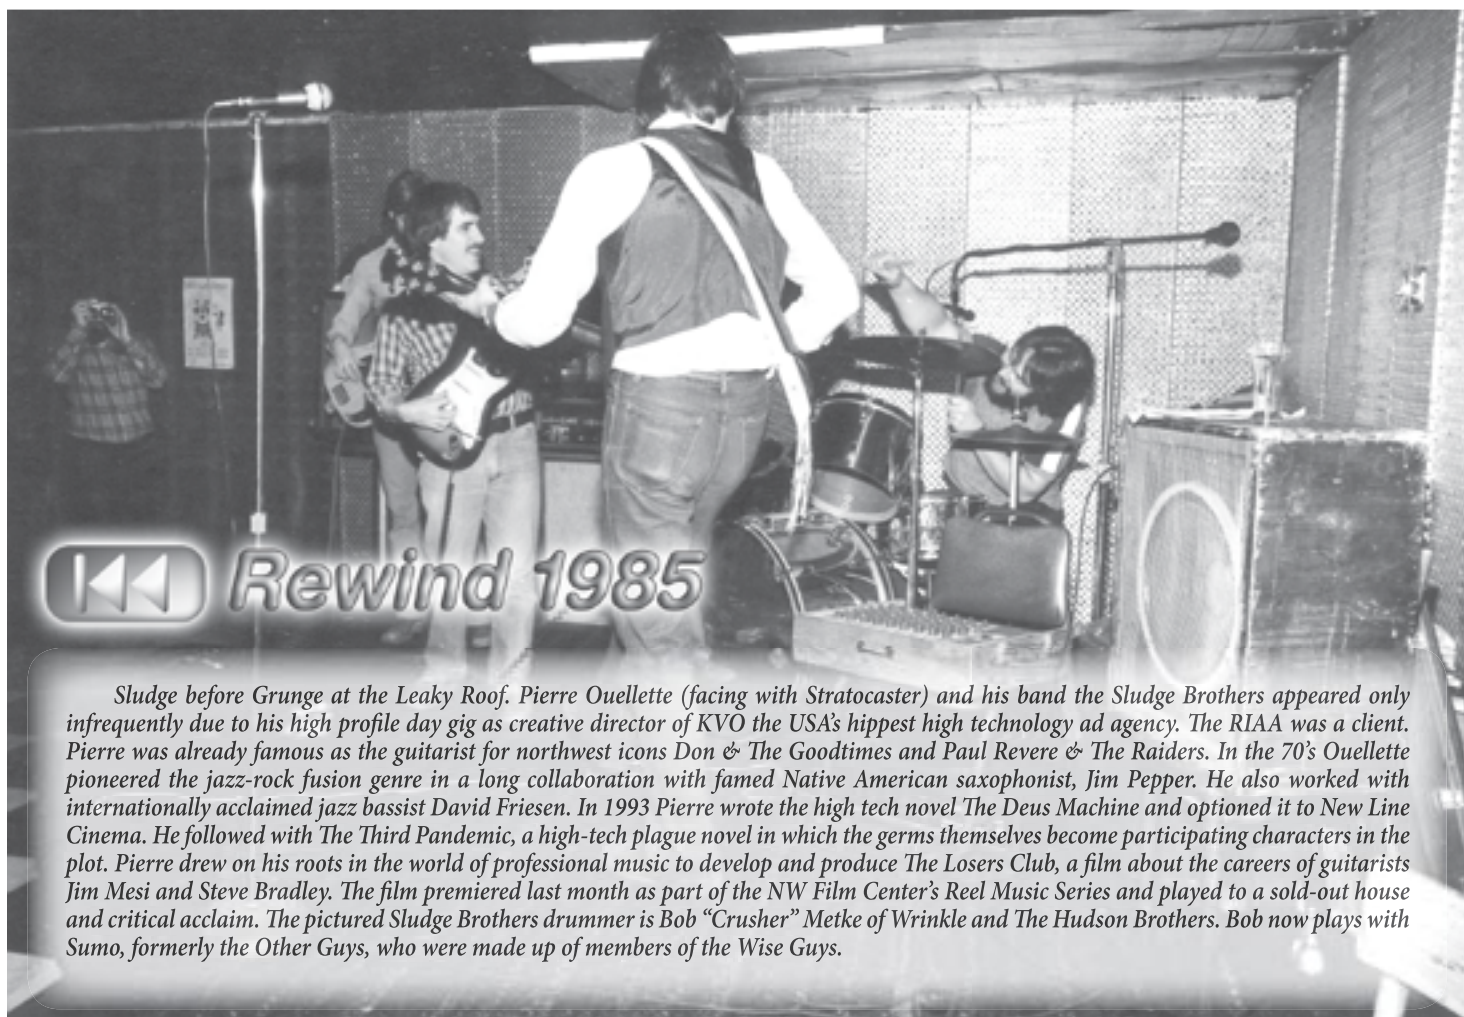 Rewind 1985
Sludge before Grunge at the Leaky Roof. Pierre Ouellette (facing with Stratocaster) and his band the Sludge Brothers appeared only
infrequently due to his high profile day gig as creative director of KVO the USA's hippest high technology ad agency. The RIAA was a client.
Pierre was already famous as the guitarist for northwest icons Don & The Goodtimes and Paul Revere & The Raiders. In the 70's Ouellette
pioneered the jazz-rock fusion genre in a long collaboration with famed Native American saxophonist, Jim Pepper. He also worked with
internationally acclaimed jazz bassist David Friesen. In 1993 Pierre wrote the high tech novel The Deus Machine and optioned it to New Line
Cinema. He followed with The Third Pandemic, a high-tech plague novel in which the germs themselves become participating characters in the
plot. Pierre drew on his roots in the world of professional music to develop and produce The Losers Club, a film about the careers of guitarists
Jim Mesi and Steve Bradley. The film premiered last month as part of the NW Film Center's Reel Music Series and played to a sold-out house
and critical acclaim. The pictured Sludge Brothers drummer is Bob “Crusher” Metke of Wrinkle and The Hudson Brothers. Bob now plays with
Sumo, formerly the Other Guys, who were made up of members of the Wise Guys.